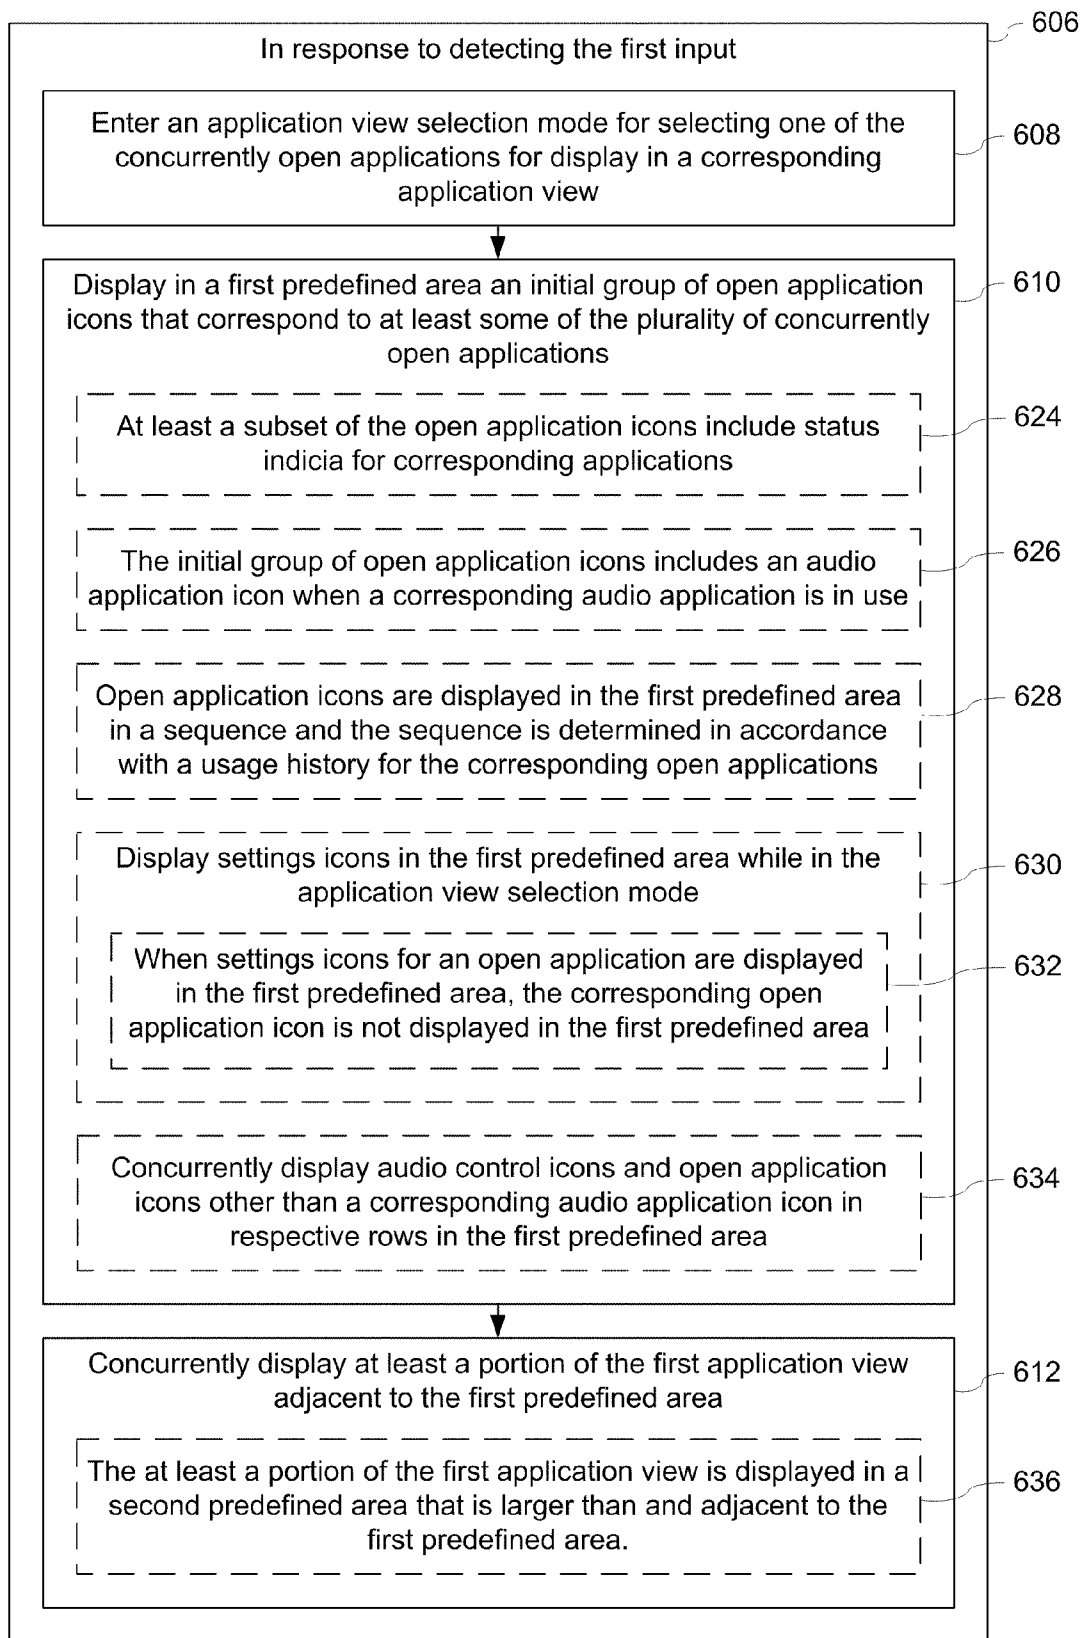 606
In response to detecting the first input
Enter an application view selection mode for selecting one of the
concurrently open applications for display in a corresponding
application view
608
Display in a first predefined area an initial group of open application
icons that correspond to at least some of the plurality of concurrently
open applications
610
At least a subset of the open application icons include status
indicia for corresponding applications
624
The initial group of open application icons includes an audio
application icon when a corresponding audio application is in use
626
Open application icons are displayed in the first predefined area
in a sequence and the sequence is determined in accordance
with a usage history for the corresponding open applications
628
Display settings icons in the first predefined area while in the
application view selection mode
630
When settings icons for an open application are displayed
in the first predefined area, the corresponding open
application icon is not displayed in the first predefined area
632
Concurrently display audio control icons and open application
icons other than a corresponding audio application icon in
respective rows in the first predefined area
634
Concurrently display at least a portion of the first application view
adjacent to the first predefined area
612
The at least a portion of the first application view is displayed in a
second predefined area that is larger than and adjacent to the
first predefined area.
636